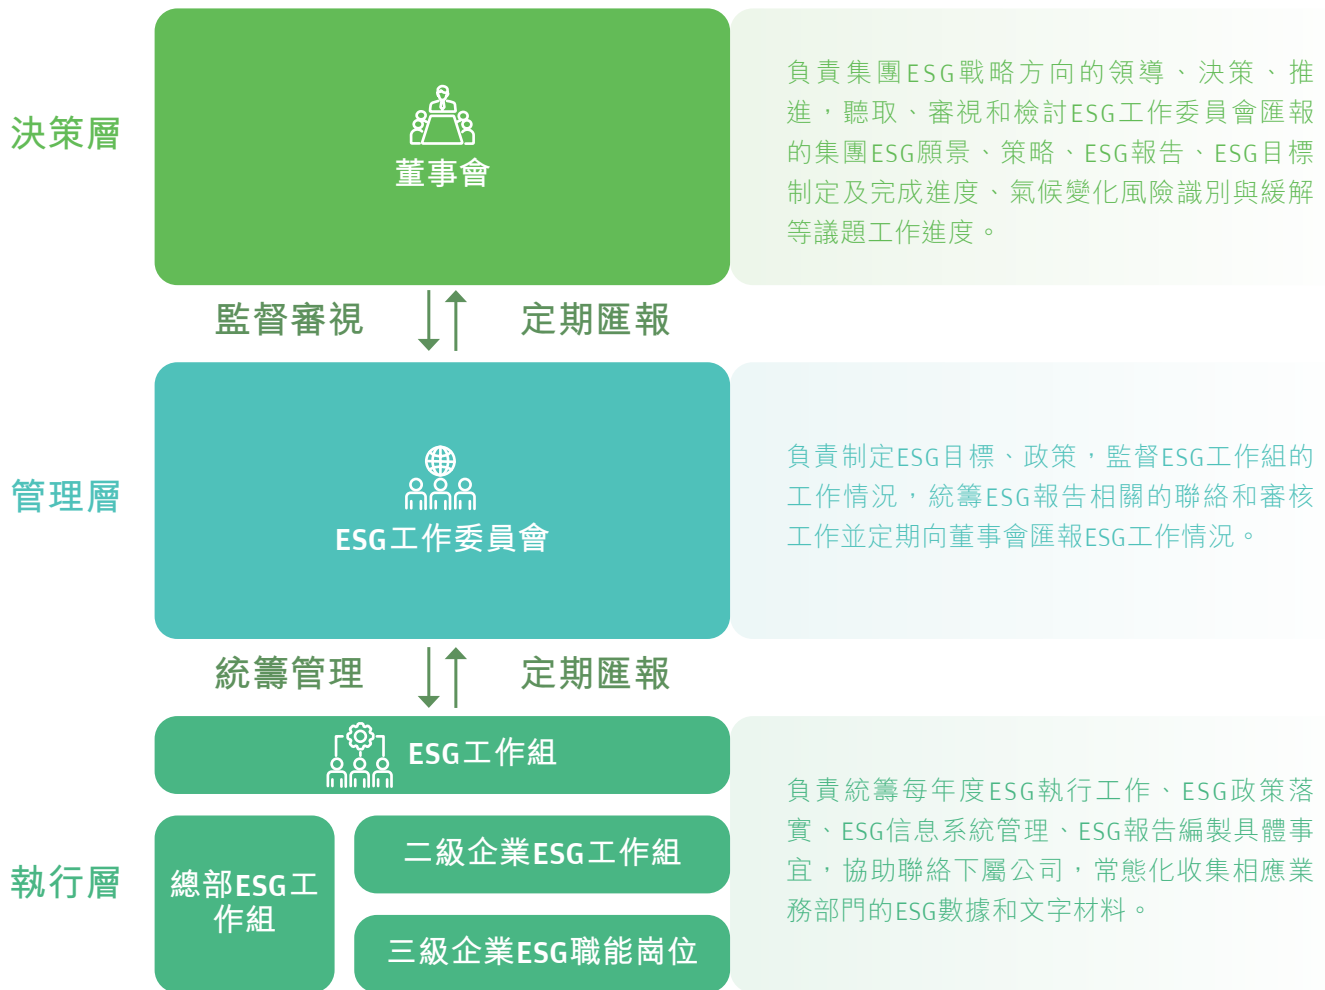 決策層
董事會
負責集團ESG戰略方向的領導、決策、推
進，聽取、審視和檢討ESG工作委員會匯報
的集團ESG願景、策略、ESG報告、ESG目標
制定及完成進度、氣候變化風險識別與緩解
等議題工作進度。
監督審視
定期匯報
管理層
ESG工作委員會
負責制定ESG目標、政策，監督ESG工作組的
工作情況，統籌ESG報告相關的聯絡和審核
工作並定期向董事會匯報ESG工作情況。
統籌管理
定期匯報
執行層
ESG工作組
總部ESG工
作組
二級企業ESG工作組
三級企業ESG職能崗位
負責統籌每年度ESG執行工作、ESG政策落
實、ESG信息系統管理、ESG報告編製具體事
宜，協助聯絡下屬公司，常態化收集相應業
務部門的ESG數據和文字材料。